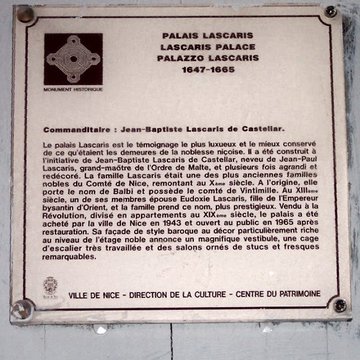 PALAIS LASCARIS
LASCARIS PALACE
PALAZZO LASCARIS
1647-1665
MONUMENT HISTORIQUE
Commanditaire : Jean-Baptiste Lascaris de Castellar.
Le palais Lascaris est le témoignage le plus luxueux et le mieux conservé
de ce qu'étaient les demeures de la noblesse niçoise. Il a été construit à
l'initiative de Jean-Baptiste Lascaris de Castellar, neveu de Jean-Paul
Lascaris, grand-maître de l'Ordre de Malte, et plusieurs fois agrandi et
redécoré. La famille Lascaris était une des plus anciennes familles
nobles du Comté de Nice, remontant au Xème siècle. A l'origine, elle
porte le nom de Balbi et possède le comté de Vintimille. Au XIIIème
siècle, un de ses membres épouse Eudoxie Lascaris, fille de l'Empereur
bysantin d'Orient, et la famille prend ce nom, plus prestigieux. Vendu à la
Révolution, divisé en appartements au XXème siècle, le palais a été
acheté par la ville de Nice en 1943 et ouvert au public en 1965 après
restauration. Sa façade de style baroque au décor particulièrement riche
au niveau de l'étage noble annonce un magnifique vestibule, une cage
d'escalier très travaillée et des salons ornés de stucs et fresques
remarquables.
VILLE DE NICE - DIRECTION DE LA CULTURE - CENTRE DU PATRIMOINE